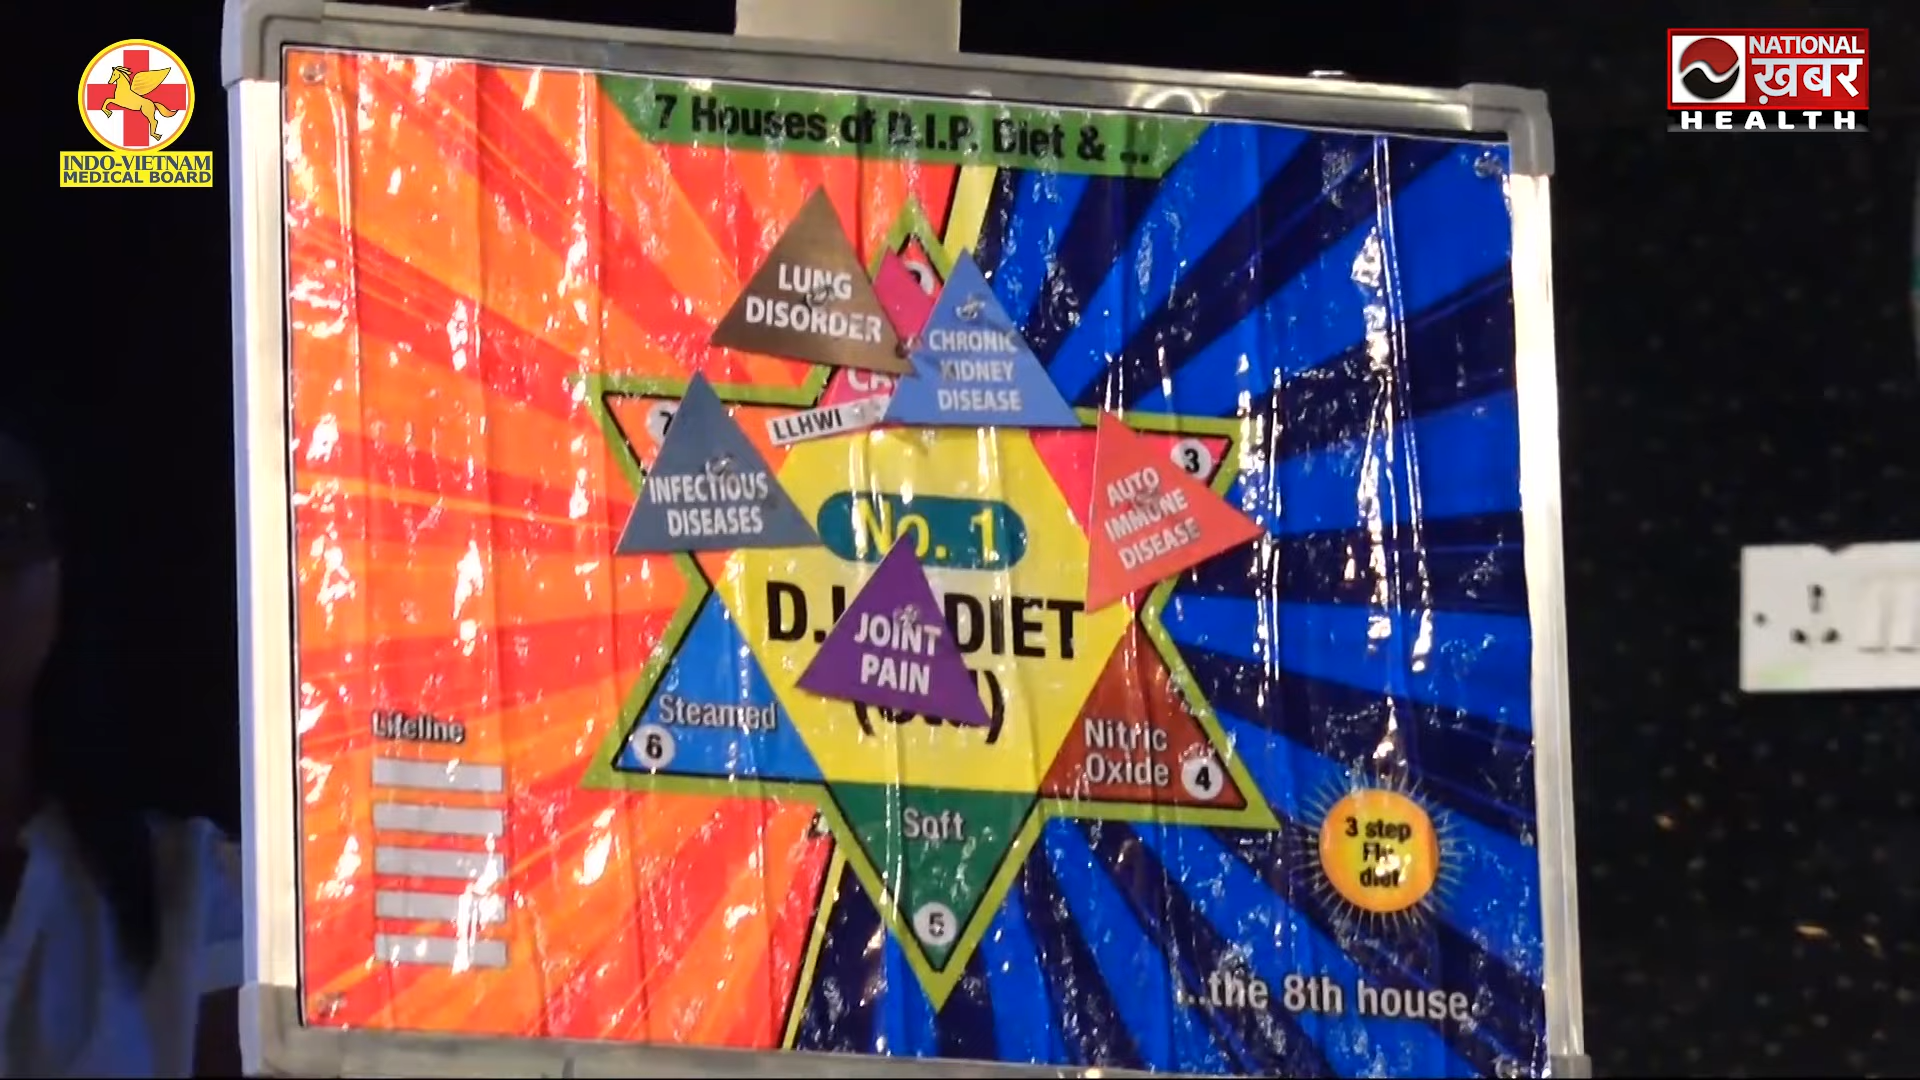 INDO-VIETNAM
MEDICAL BOARD
NATIONAL
ख़बर
HEALTH
7 Houses of D.I.P. Diet & ...
LUNG
DISORDER
CHRONIC
KIDNEY
DISEASE
LLHWI
7
INFECTIOUS
DISEASES
3
AUTO
IMMUNE
DISEASE
No. 1
DIET
JOINT
PAIN
Steamed
6
Nitric
Oxide
4
Soft
5
Lifeline
3 step
Flu
diet
...the 8th house